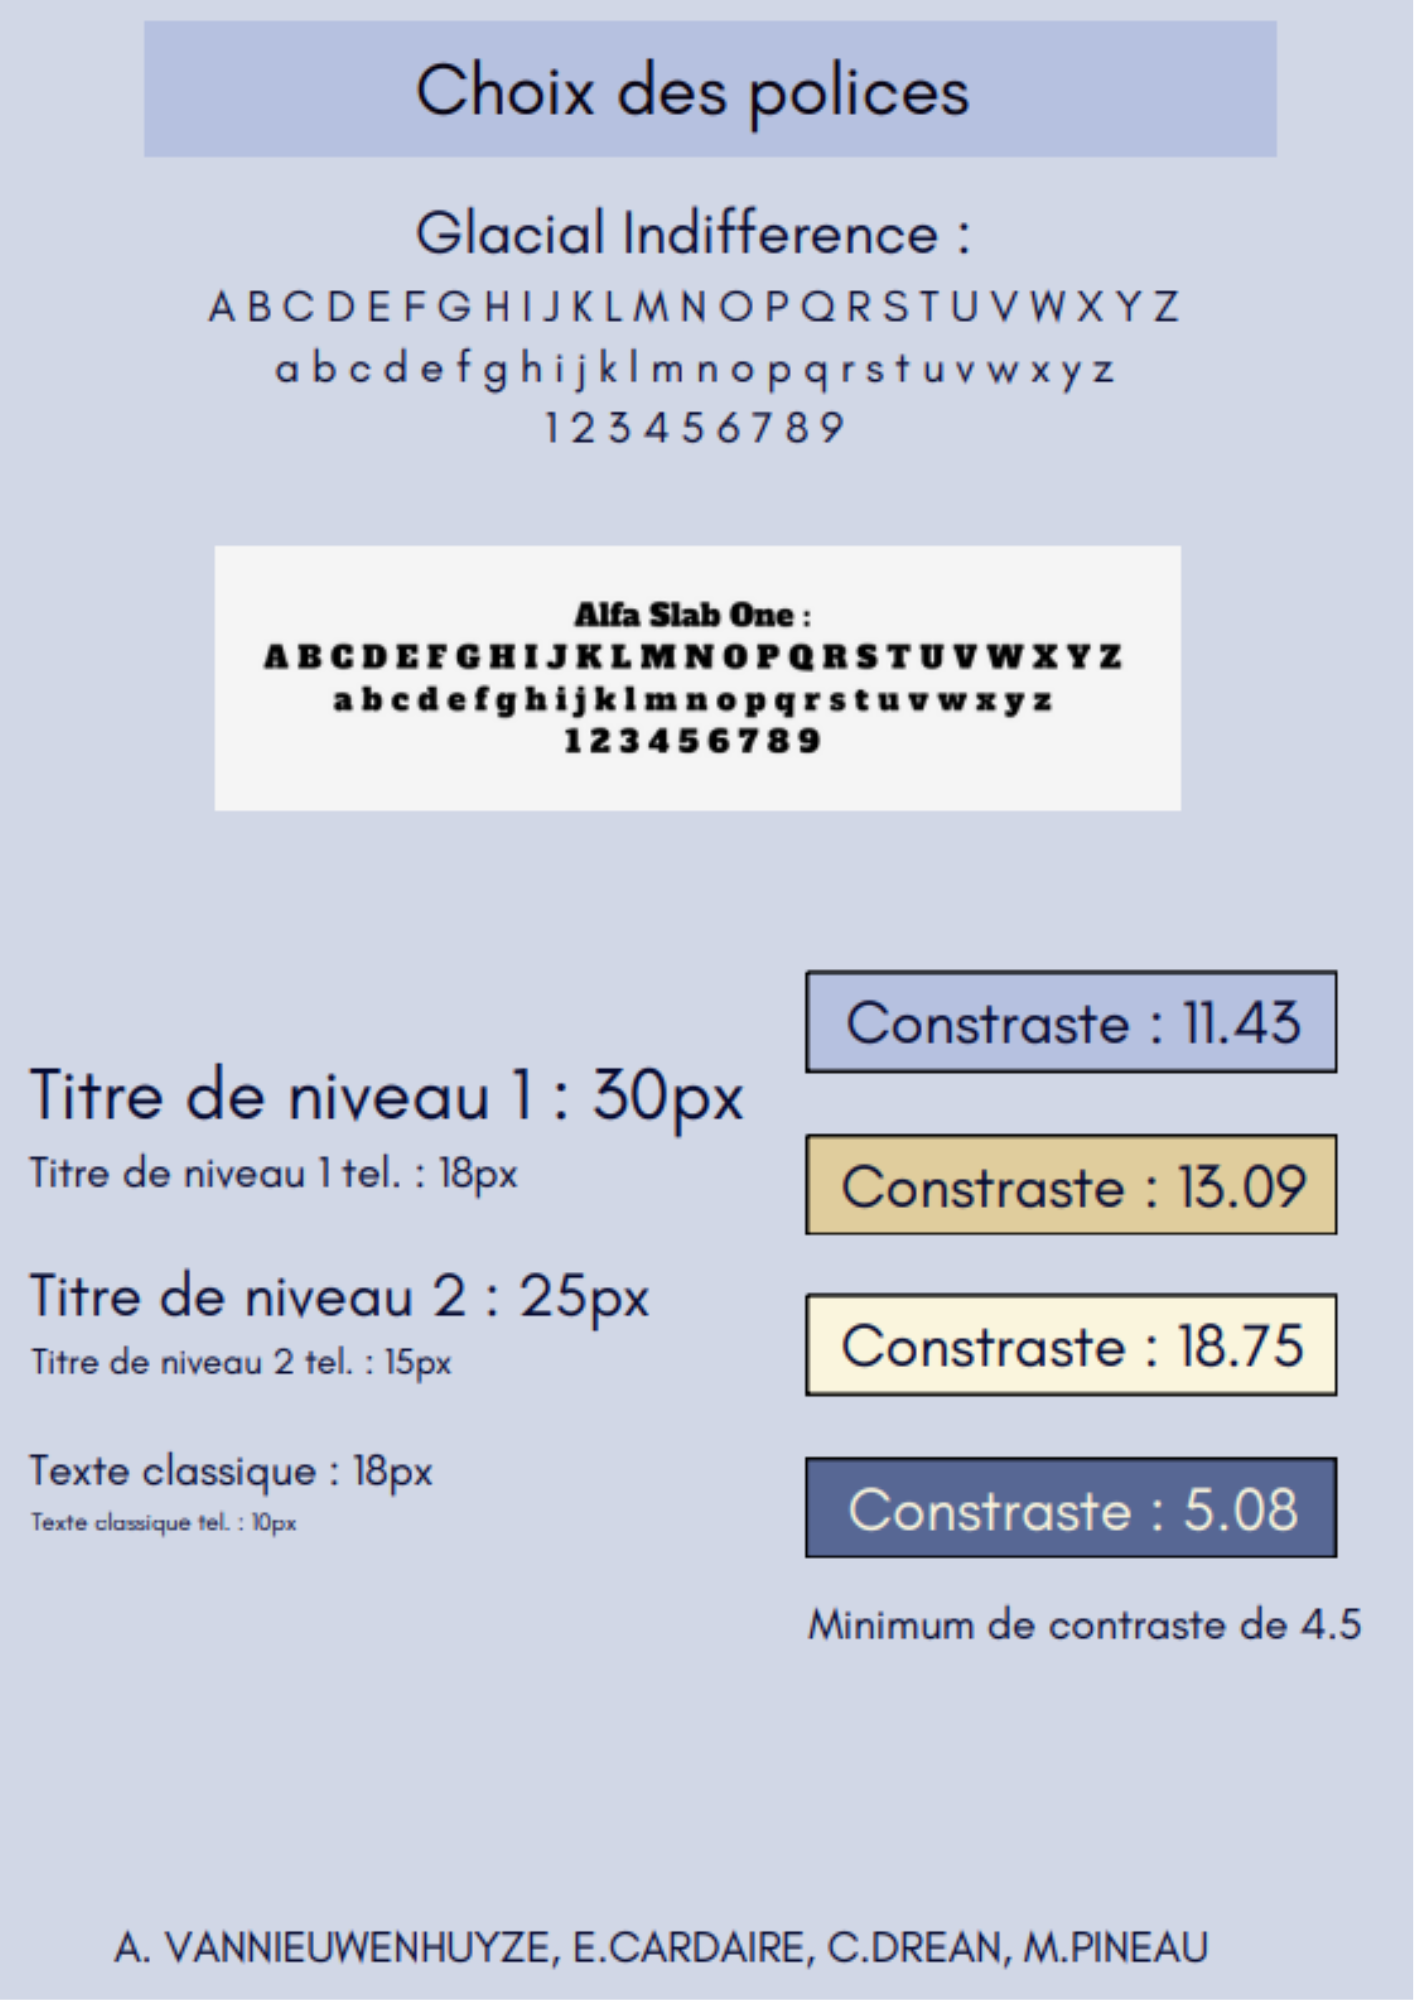 Choix des polices
Glacial Indifference :
A B C D E F G H I J K L M N O P Q R S T U V W X Y Z
a b c d e f g h i j k l m n o p q r s t u v w x y z
1 2 3 4 5 6 7 8 9
Alfa Slab One :
A B C D E F G H I J K L M N O P Q R S T U V W X Y Z
a b c d e f g h i j k l m n o p q r s t u v w x y z
1 2 3 4 5 6 7 8 9
Titre de niveau 1 : 30px
Titre de niveau 1 tel. : 18px
Titre de niveau 2 : 25px
Titre de niveau 2 tel. : 15px
Texte classique : 18px
Texte classique tel. : 10px
Constraste : 11.43
Constraste : 13.09
Constraste : 18.75
Constraste : 5.08
Minimum de contraste de 4.5
A. VANNIEUWENHUYZE, E.CARDAIRE, C.DREAN, M.PINEAU